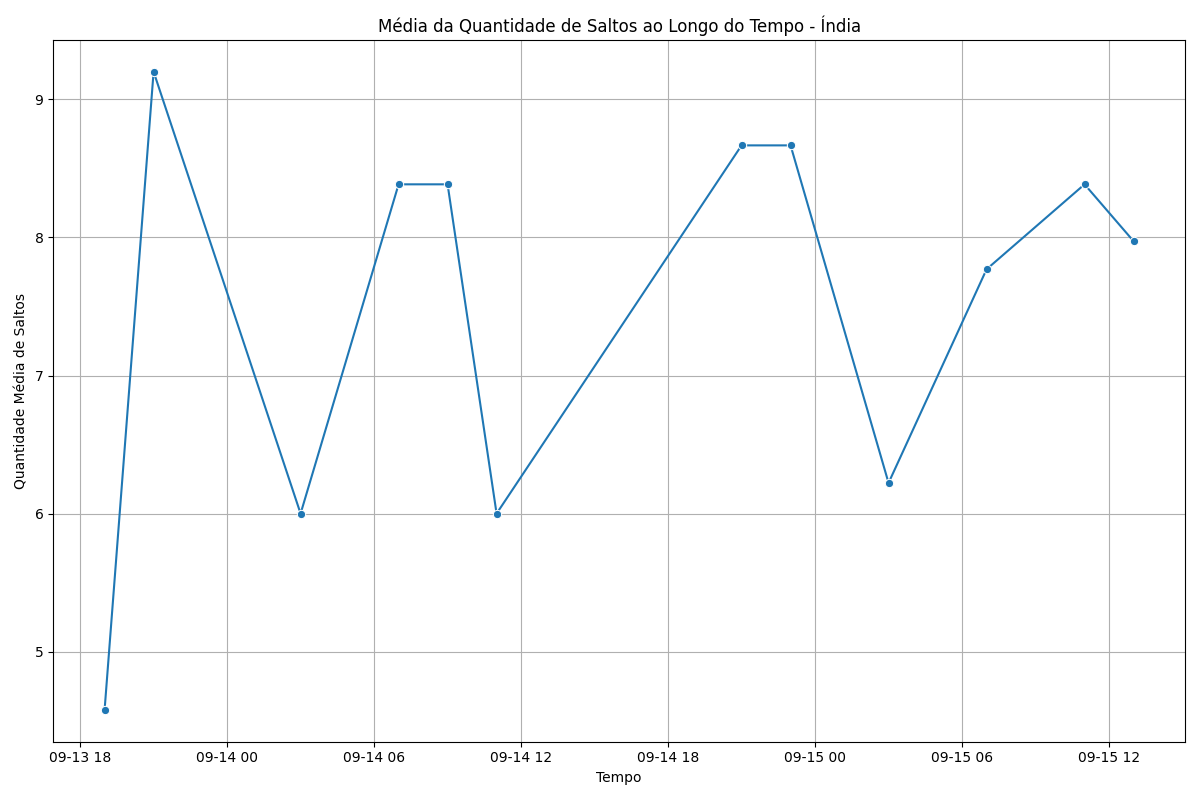 Média da Quantidade de Saltos ao Longo do Tempo - Índia
Quantidade Média de Saltos
9
8
7
6
5
09-13 18 09-14 00 09-14 06 09-14 12 09-14 18 09-15 00 09-15 06 09-15 12
Tempo